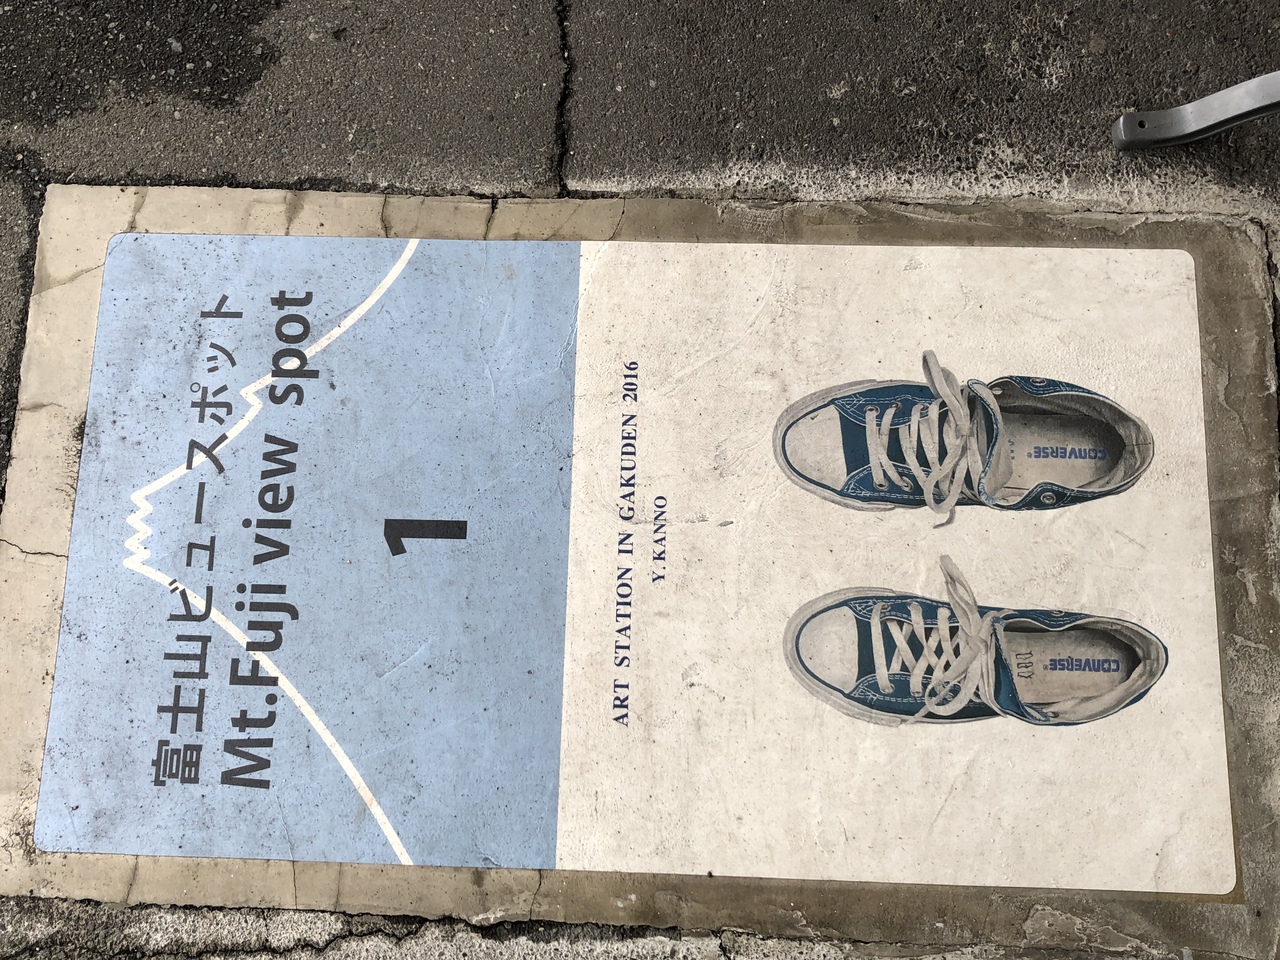 富士山ビュースポット
Mt.Fuji view spot
1
ART STATION IN GAKUDEN 2016
Y. KANNO
CONVERSE®
CONVERSE®